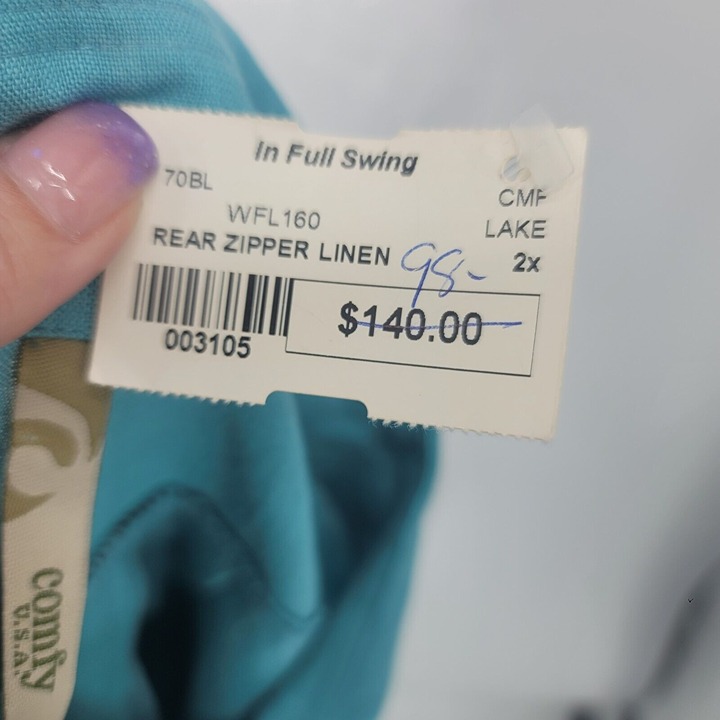 In Full Swing
70BL
CMF
WFL160
LAKE
REAR ZIPPER LINEN
2x
98-
$140.00
003105
comfy
U.S.A.